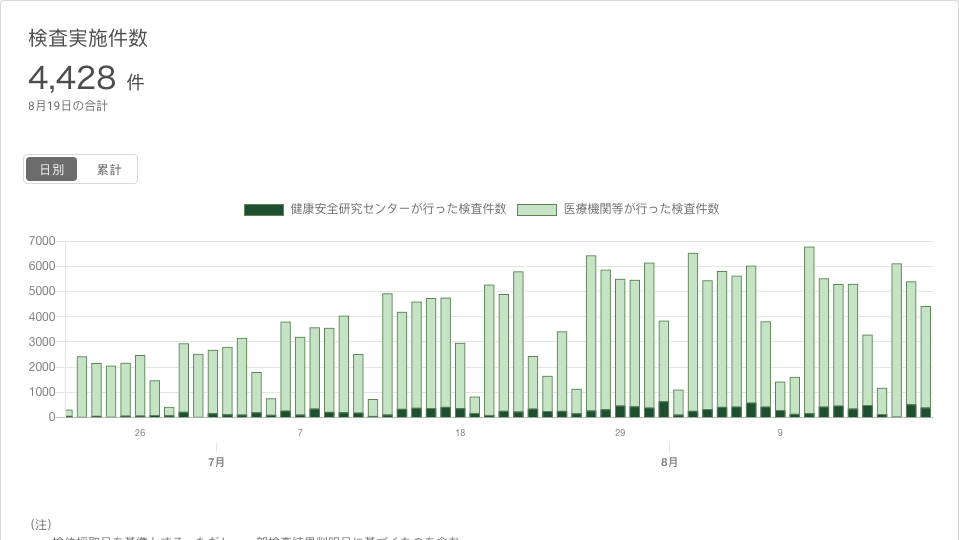 検査実施件数
4,428 件
8月19日の合計
日別 累計
健康安全研究センターが行った検査件数 医療機関等が行った検査件数
7000
6000
5000
4000
3000
2000
1000
0
26 7 18 29 9
7月 8月
(注)